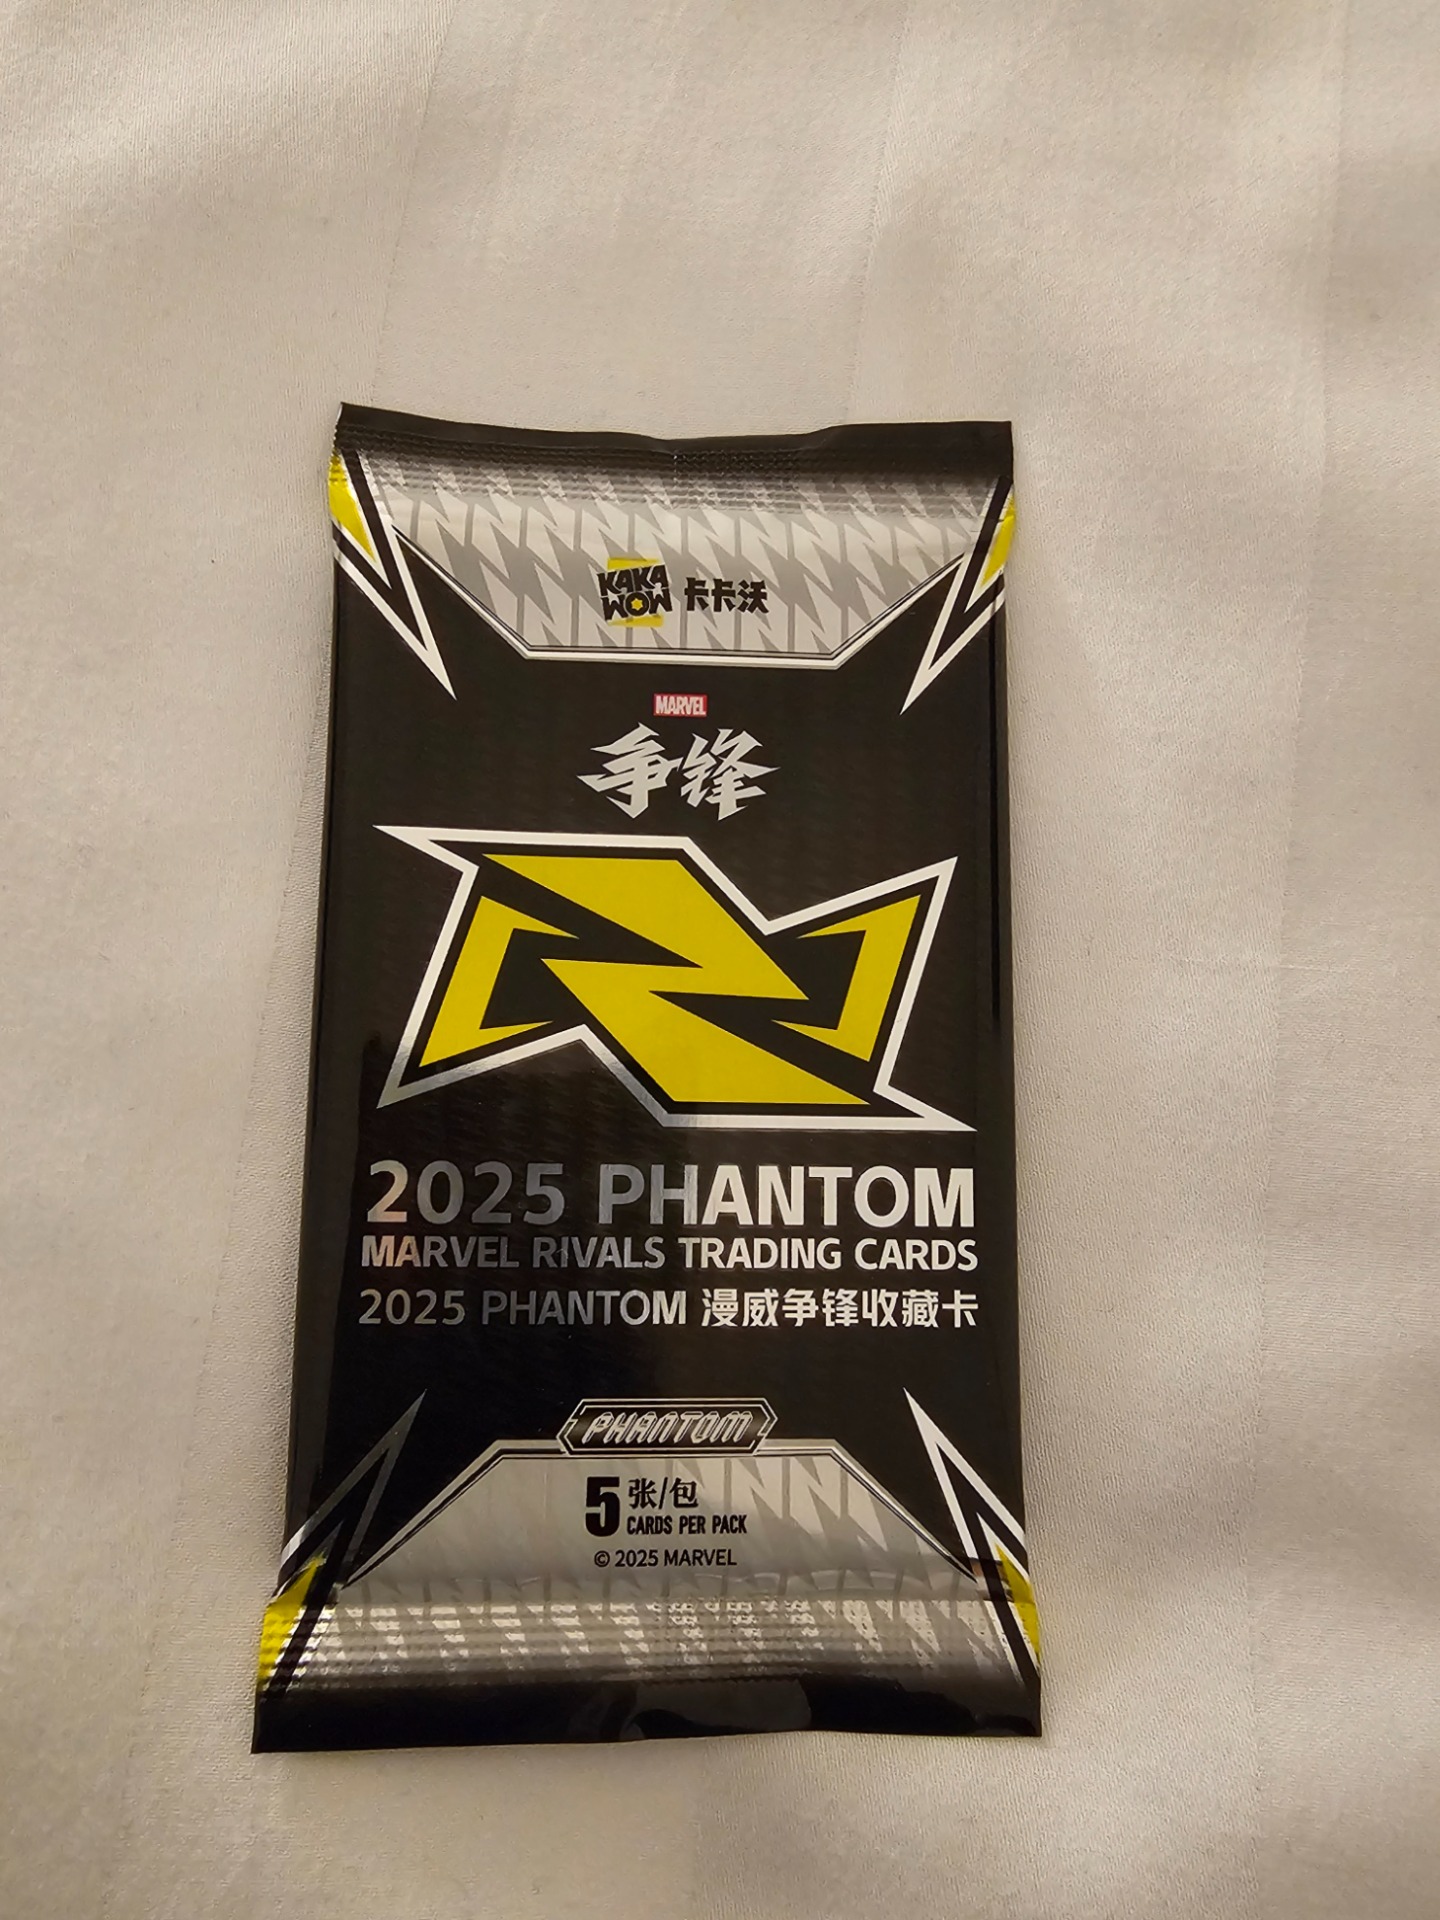 KAKA WOW 卡卡沃
MARVEL
争锋
2025 PHANTOM
MARVEL RIVALS TRADING CARDS
2025 PHANTOM 漫威争锋收藏卡
PHANTOM
5 张/包
CARDS PER PACK
© 2025 MARVEL